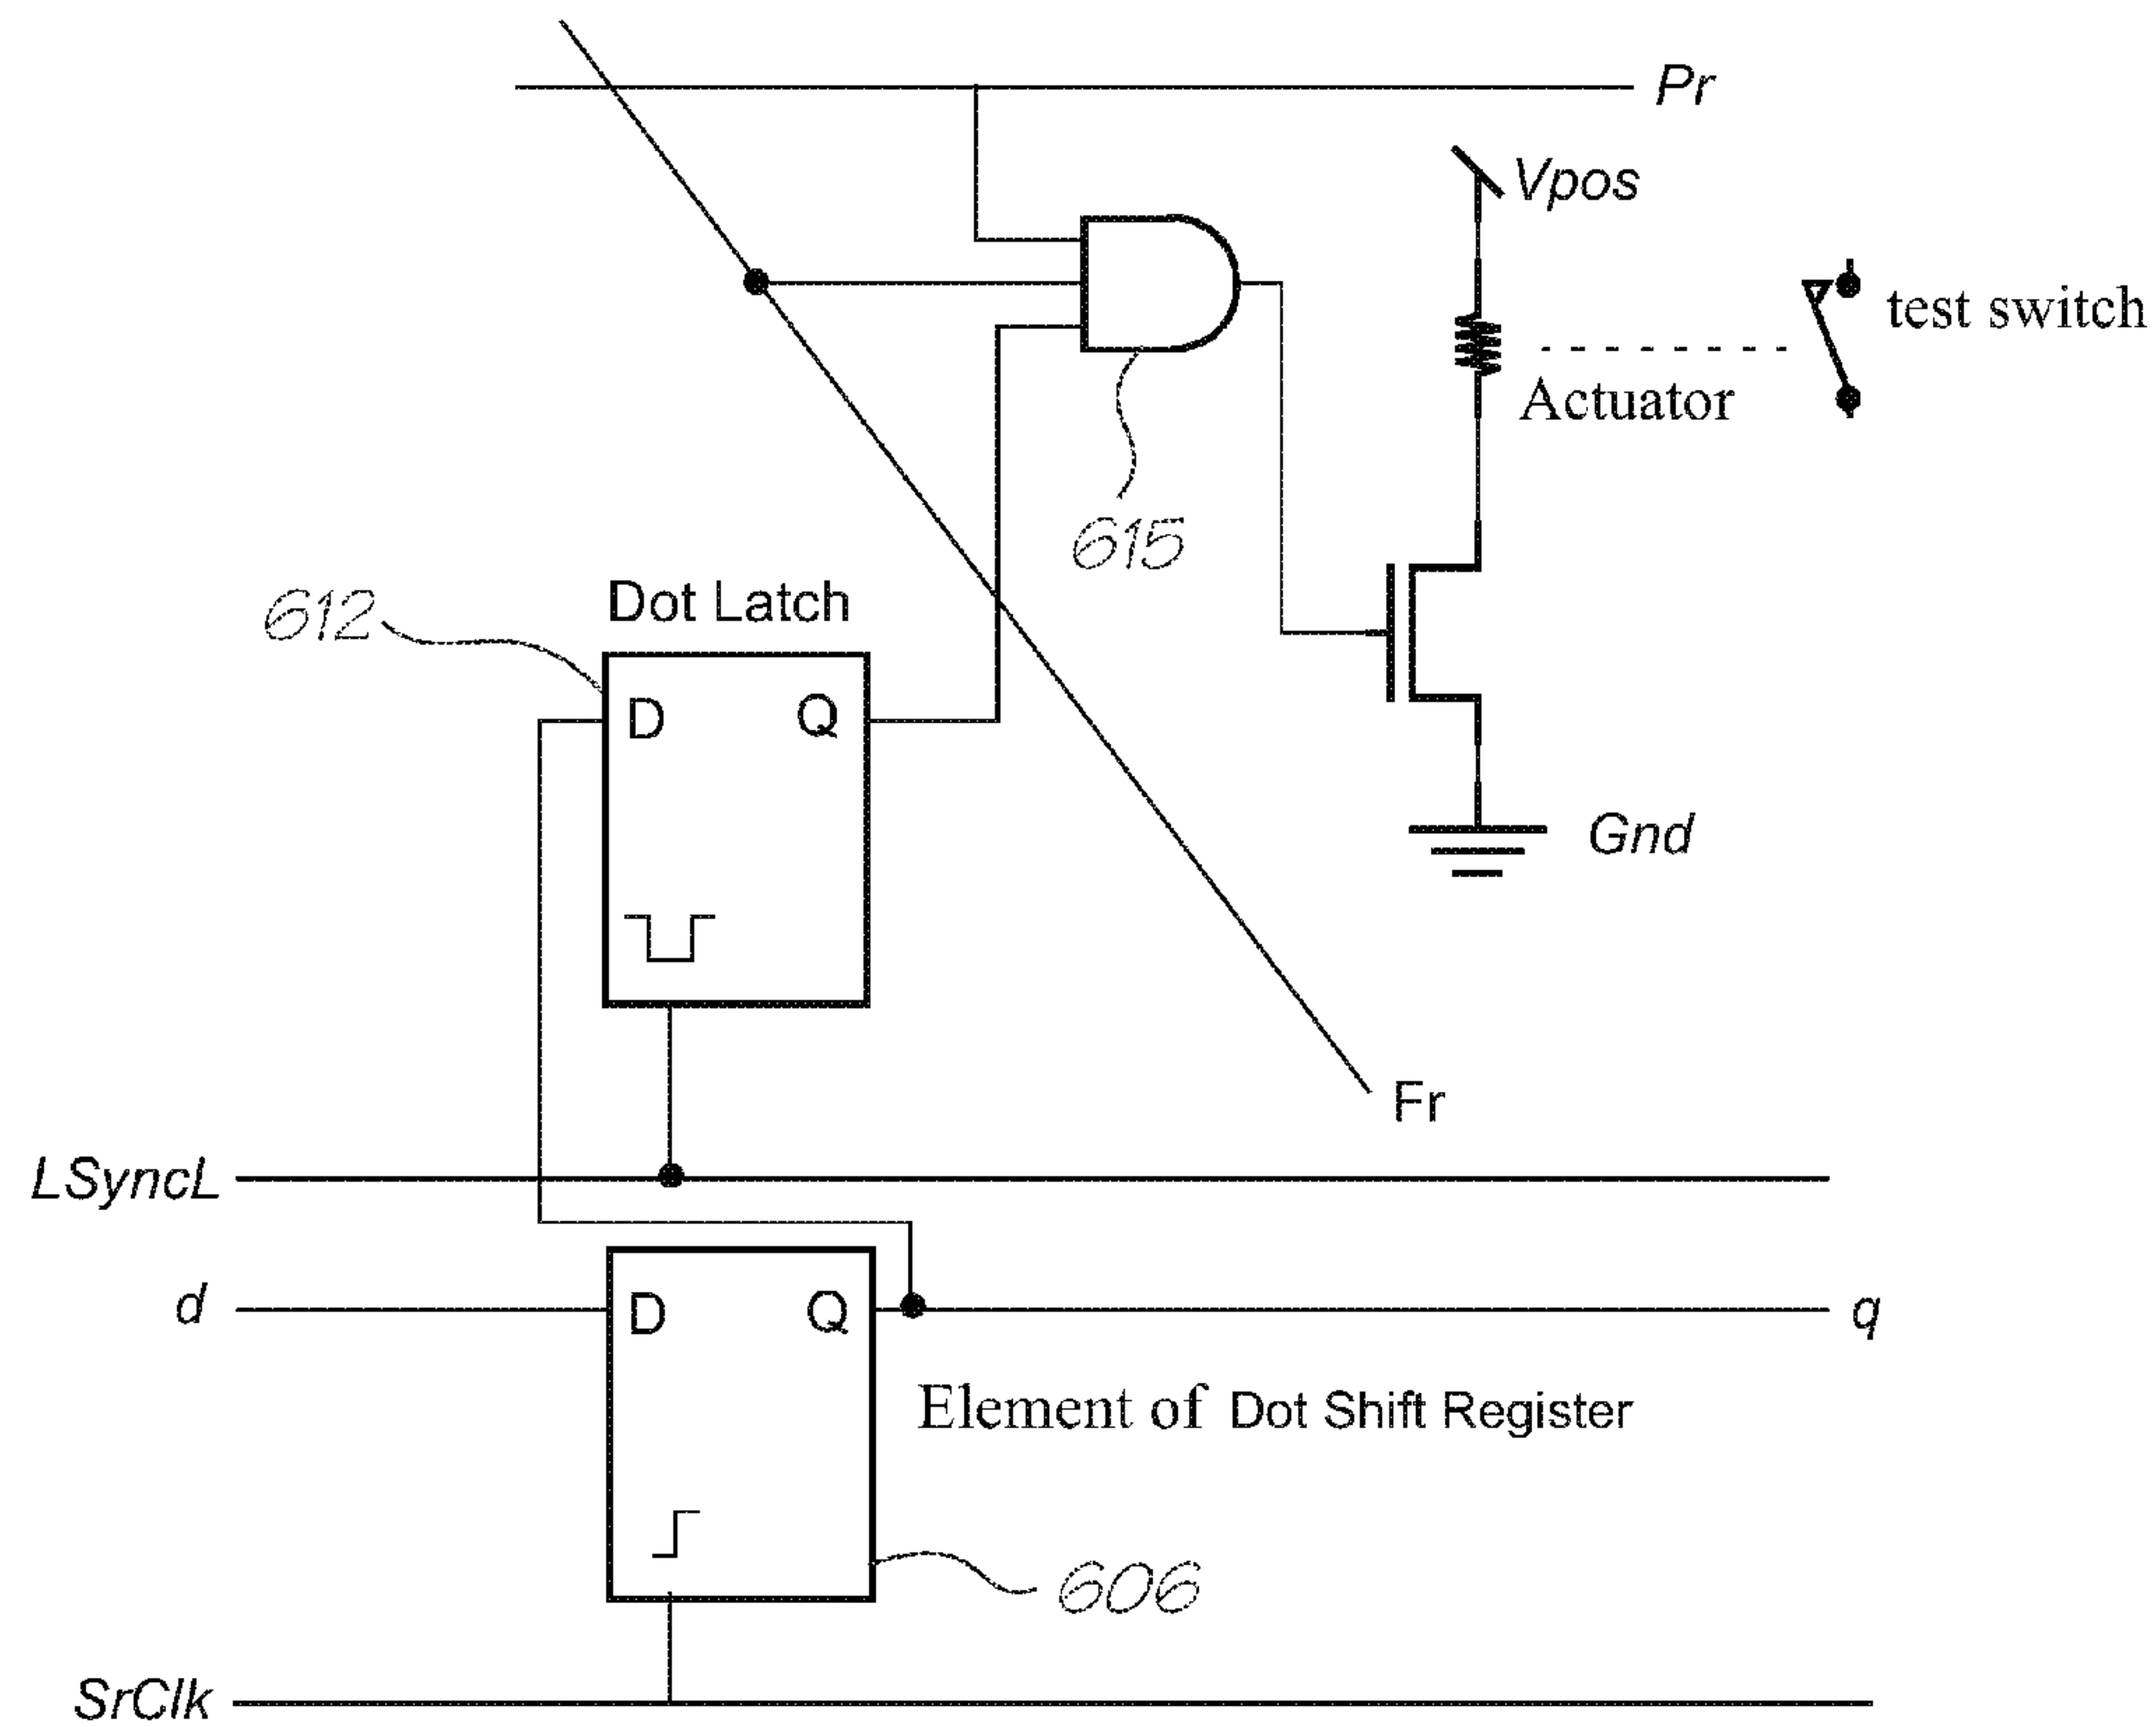 Pr
Vpos
test switch
Actuator
615
612
Dot Latch
D Q
Gnd
Fr
LSyncL
d
D Q
q
Element of Dot Shift Register
606
SrClk